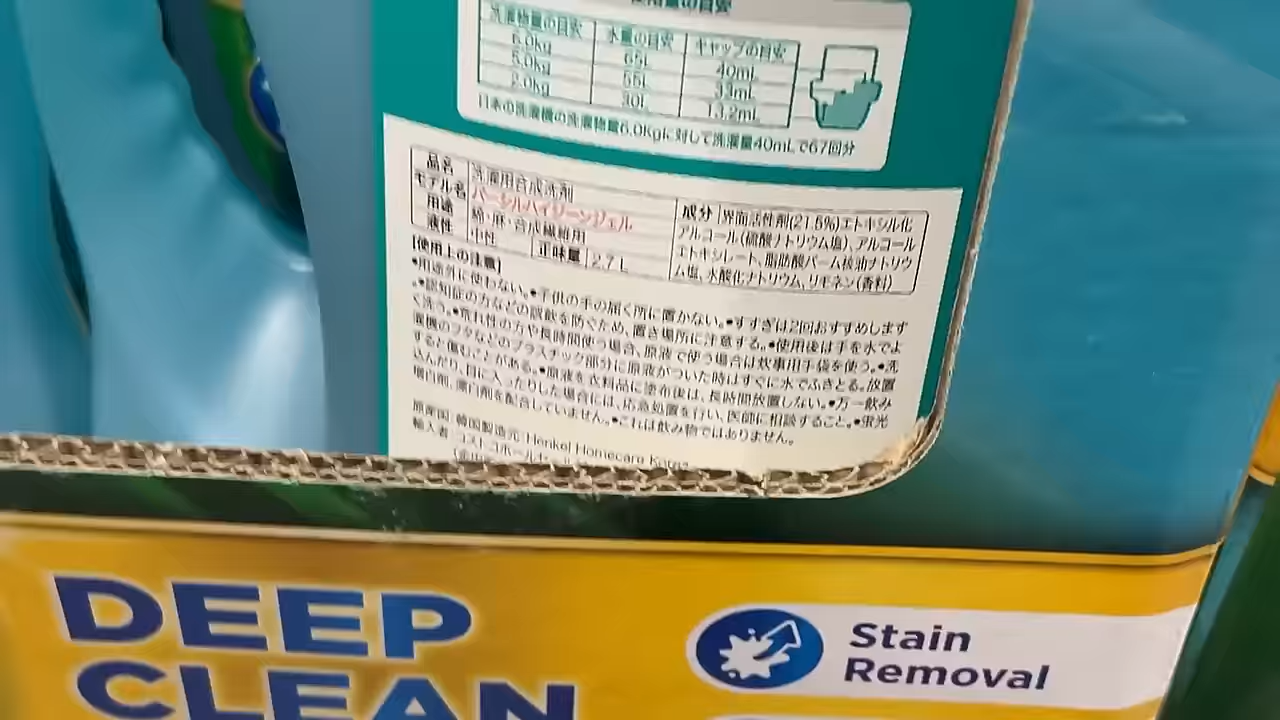 使用量の目安
洗濯物量の目安 水量の目安 キャップの目安
6.0kg 65L 40mL
5.0kg 55L 33mL
2.0kg 30L 13.2mL
日本の洗濯機の洗濯物量6.0Kgに対して洗濯量40mLで67回分
品名 洗濯用合成洗剤
モデル名 パーシルハイジーンジェル
用途 綿・麻・合成繊維用
液性 中性 正味量 2.7L
成分 界面活性剤(21.5%)エトキシル化
アルコール(硫酸ナトリウム塩)、アルコール
エトキシレート、脂肪酸パーム核油ナトリウ
ム塩、水酸化ナトリウム、リモネン(香料)
[使用上の注意]
●用途外に使わない。●子供の手の届く所に置かない。●すすぎは2回おすすめします
。●認知症の方などの誤飲を防ぐため、置き場所に注意する。●使用後は手を水でよ
く洗う。●荒れ性の方や長時間使う場合、原液で使う場合は炊事用手袋を使う。●洗
濯機のフタなどのプラスチック部分に原液がついた時はすぐに水でふきとる。放置
すると傷むことがある。●原液を衣料品に塗布後は、長時間放置しない。●万一飲み
込んだり、目に入ったりした場合には、応急処置を行い、医師に相談すること。●蛍光
増白剤、漂白剤を配合していません。●これは飲み物ではありません。
原産国 韓国製造元 Henkel Homecare Korea
輸入者 コストコホールセール
DEEP
CLEAN
Stain
Removal